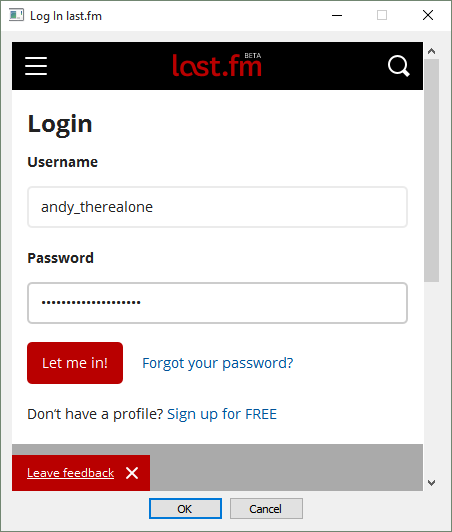 Log In last.fm
last.fm BETA
Login
Username
andy_therealone
Password
••••••••••••••••••••
Let me in! Forgot your password?
Don't have a profile? Sign up for FREE
Leave feedback
OK Cancel